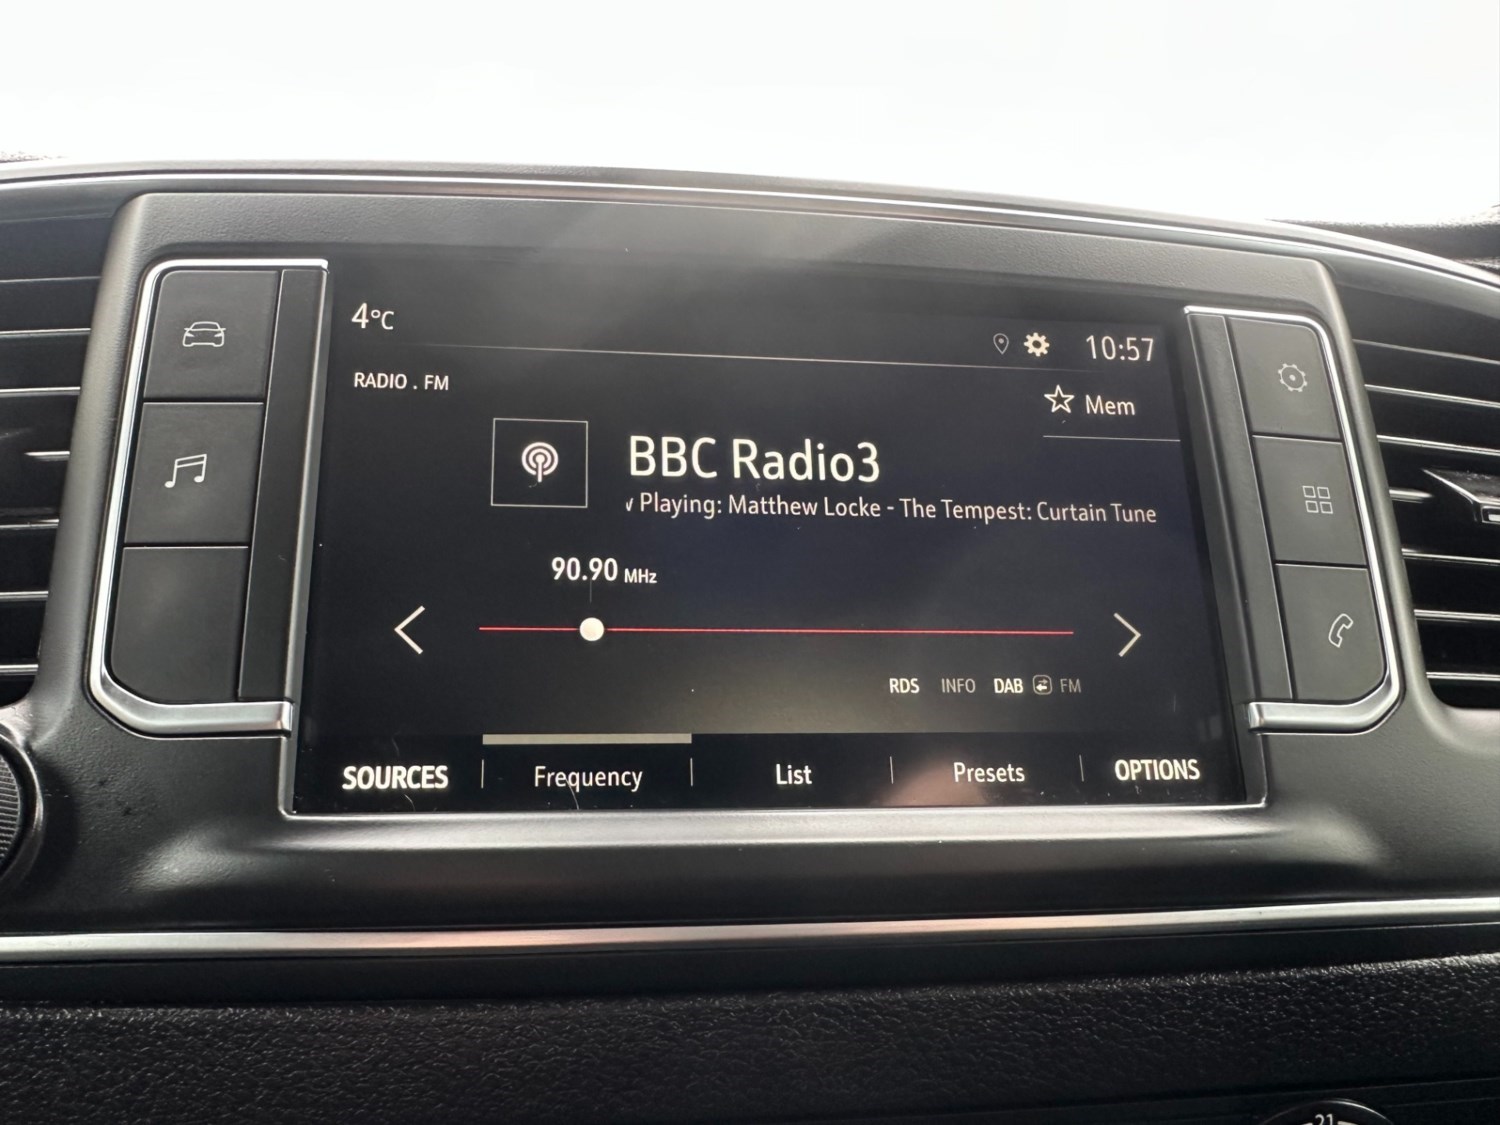 4°C
10:57
RADIO . FM
Mem
BBC Radio3
Playing: Matthew Locke - The Tempest: Curtain Tune
90.90 MHz
RDS INFO DAB FM
SOURCES Frequency List Presets OPTIONS
21